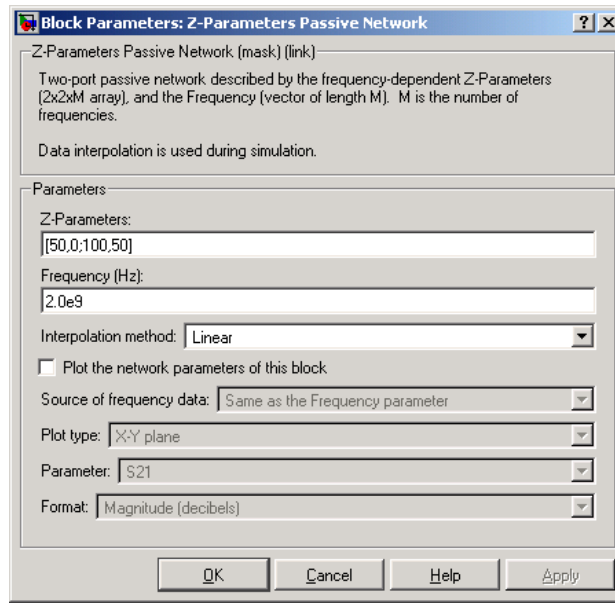 Block Parameters: Z-Parameters Passive Network
Z-Parameters Passive Network (mask) (link)
Two-port passive network described by the frequency-dependent Z-Parameters
(2x2xM array), and the Frequency (vector of length M).  M is the number of
frequencies.
Data interpolation is used during simulation.
Parameters
Z-Parameters:
[50,0;100,50]
Frequency (Hz):
2.0e9
Interpolation method: Linear
Plot the network parameters of this block
Source of frequency data: Same as the Frequency parameter
Plot type: X-Y plane
Parameter: S21
Format: Magnitude (decibels)
OK Cancel Help Apply